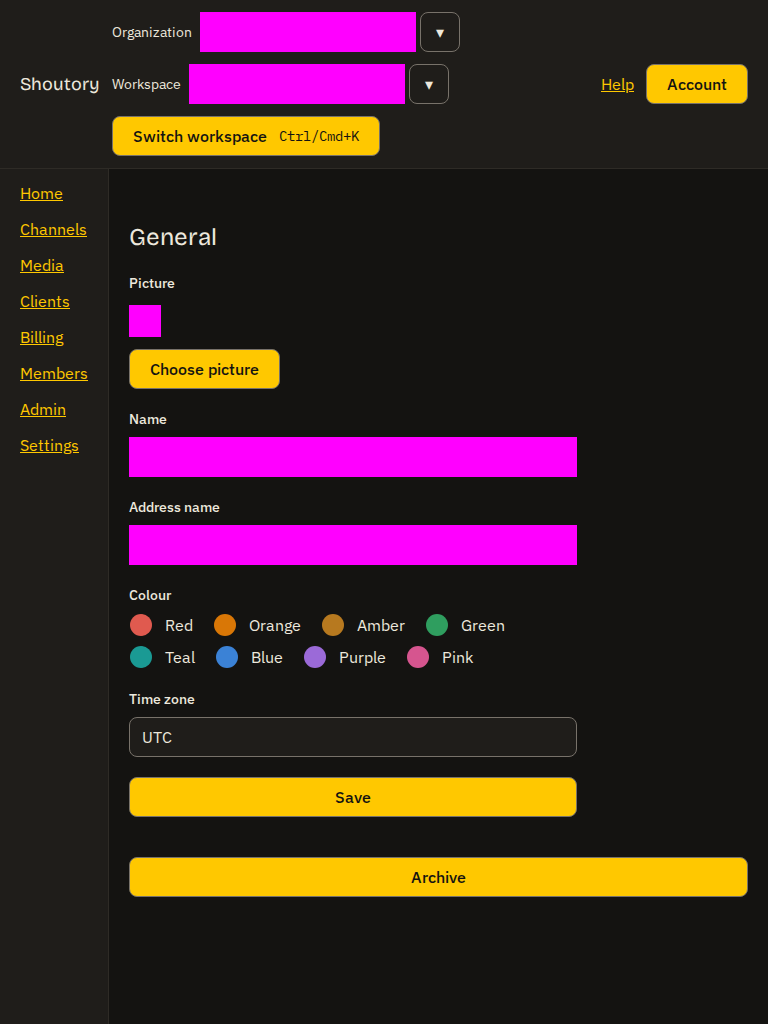 Organization
▼
Shoutory
Workspace
▼
Help
Account
Switch workspace Ctrl/Cmd+K
Home
Channels
Media
Clients
Billing
Members
Admin
Settings
General
Picture
Choose picture
Name
Address name
Colour
Red Orange Amber Green
Teal Blue Purple Pink
Time zone
UTC
Save
Archive